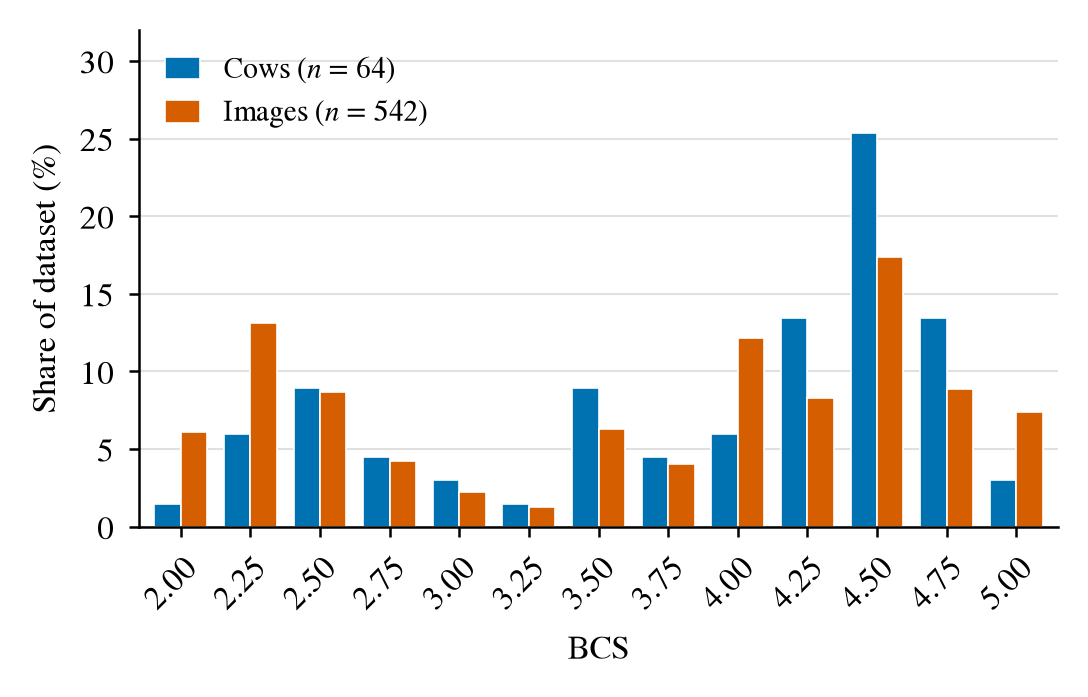 Share of dataset (%)
30
25
20
15
10
5
0
Cows (n = 64)
Images (n = 542)
2.00 2.25 2.50 2.75 3.00 3.25 3.50 3.75 4.00 4.25 4.50 4.75 5.00
BCS